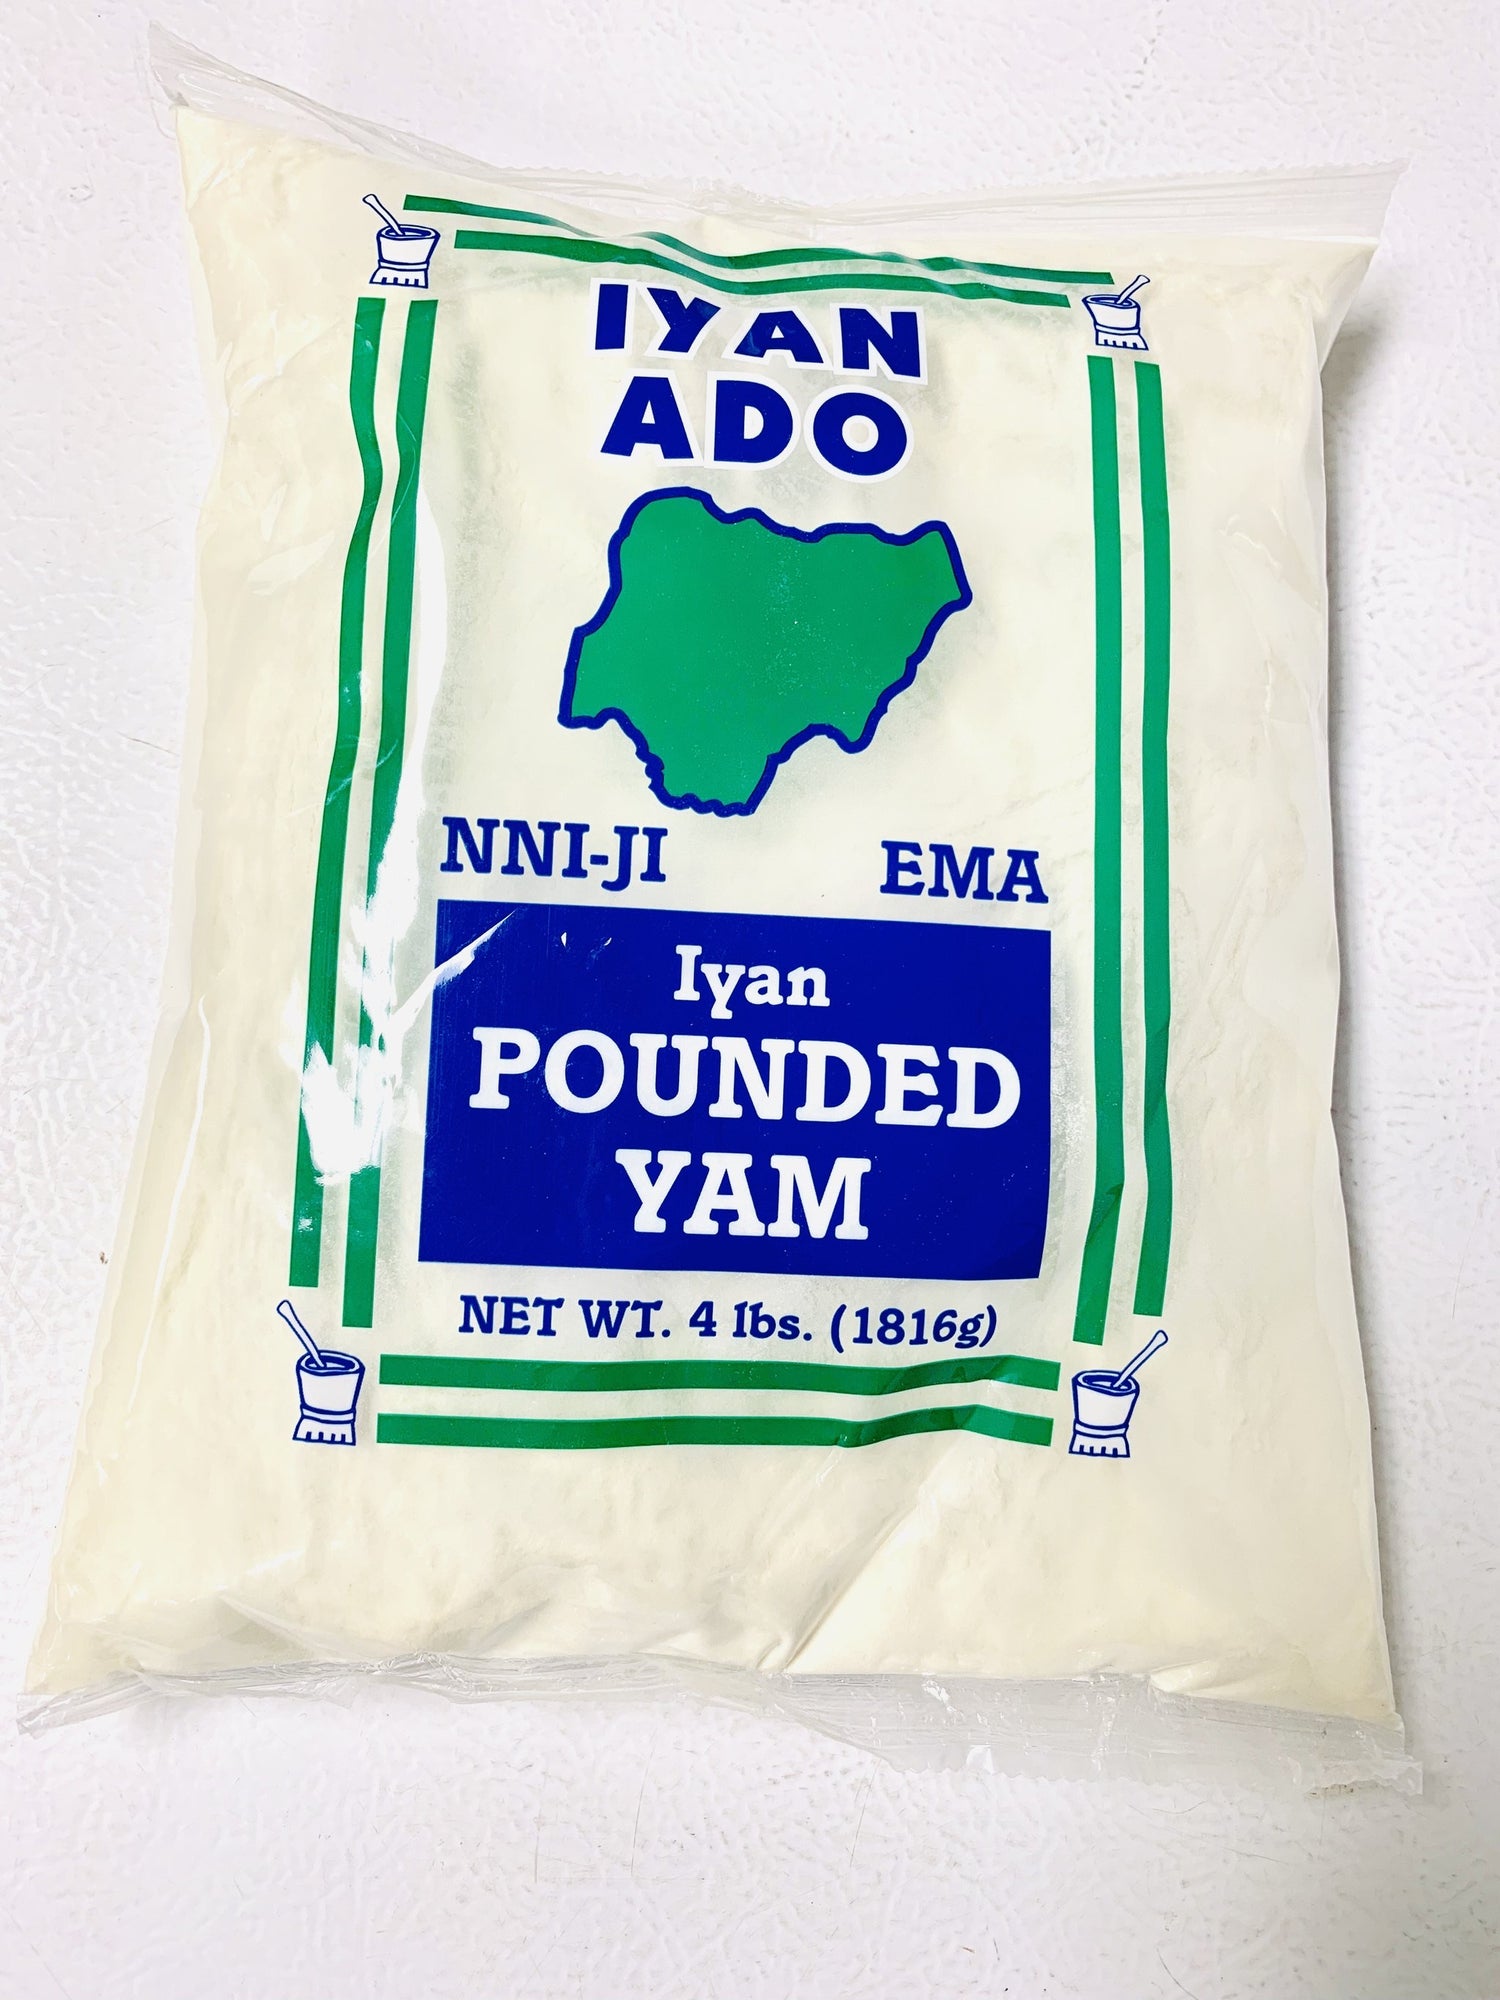 IYAN
ADO
NNI-JI EMA
Iyan
POUNDED
YAM
NET WT. 4 lbs. (1816g)